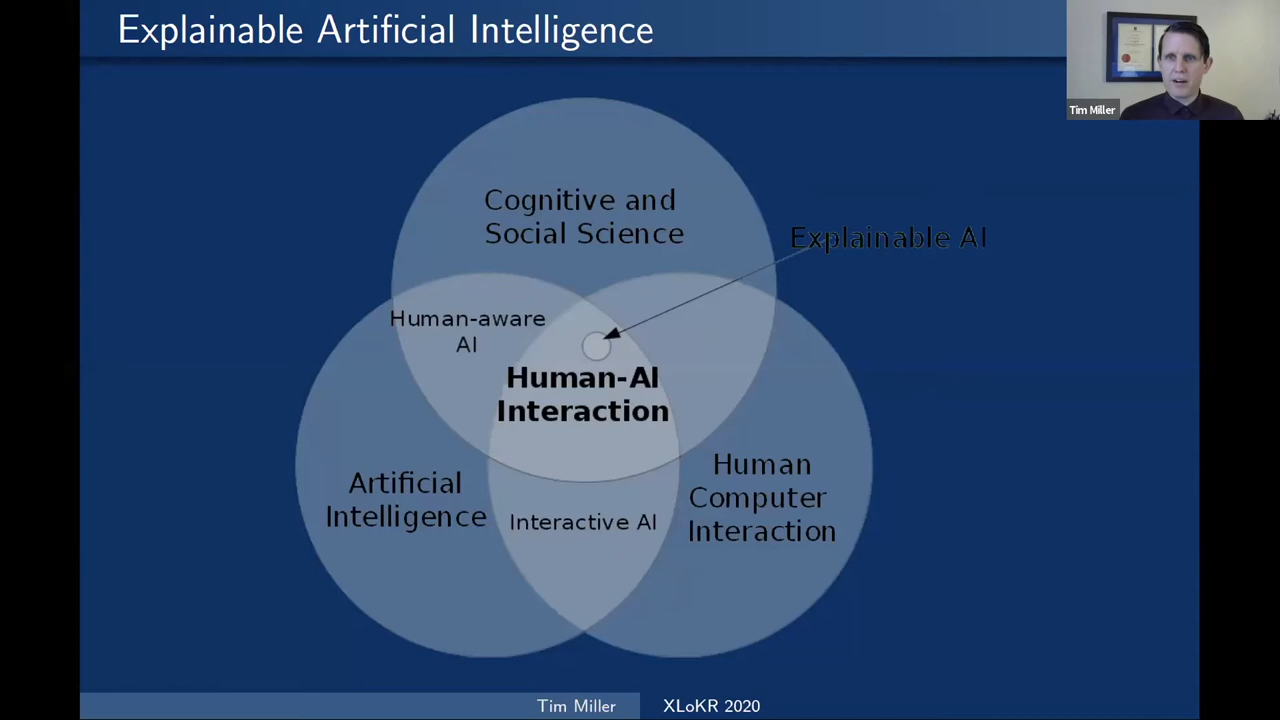 Explainable Artificial Intelligence
Tim Miller
Cognitive and
Social Science
Explainable AI
Human-aware
AI
Human-AI
Interaction
Artificial
Intelligence
Interactive AI
Human
Computer
Interaction
Tim Miller
XLoKR 2020